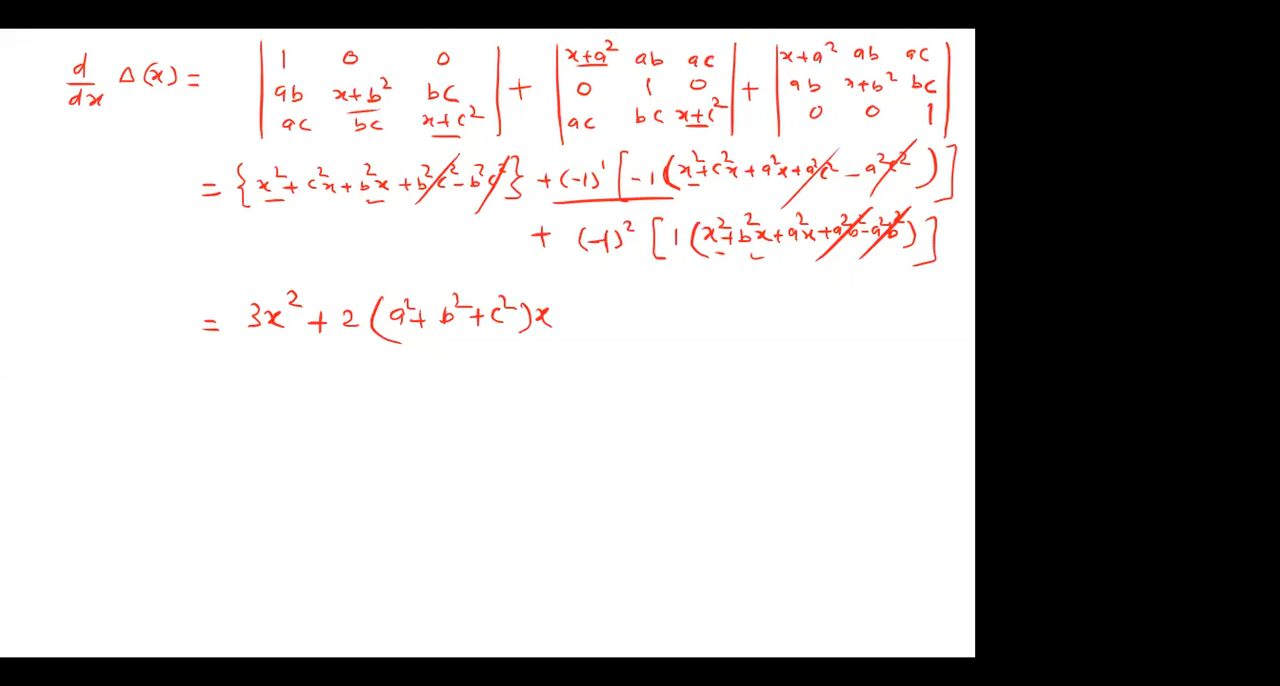 d/dx Δ(x) = | 1 0 0 | + | x+a² ab ac | + | x+a² ab ac |
| ab x+b² bc | | 0 1 0 | | ab x+b² bc |
| ac bc x+c² | | ac bc x+c² | | 0 0 1 |
= {x² + c²x + b²x + b²c² - b²c²} + (-1)¹ [-1(x²+c²x+a²x+a²c² - a²c²)]
+ (-1)² [1(x²+b²x+a²x+a²b²-a²b²)]
= 3x² + 2(a²+b²+c²)x